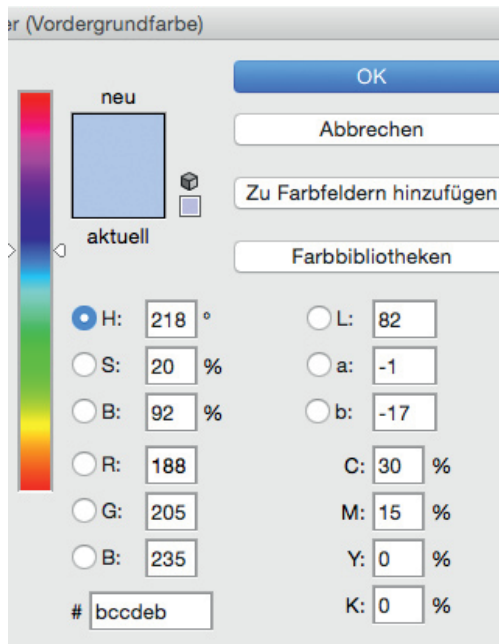 er (Vordergrundfarbe)
neu
OK
Abbrechen
Zu Farbfeldern hinzufügen
aktuell
Farbbibliotheken
H: 218 ° L: 82
S: 20 % a: -1
B: 92 % b: -17
R: 188 C: 30 %
G: 205 M: 15 %
B: 235 Y: 0 %
# bccdeb K: 0 %